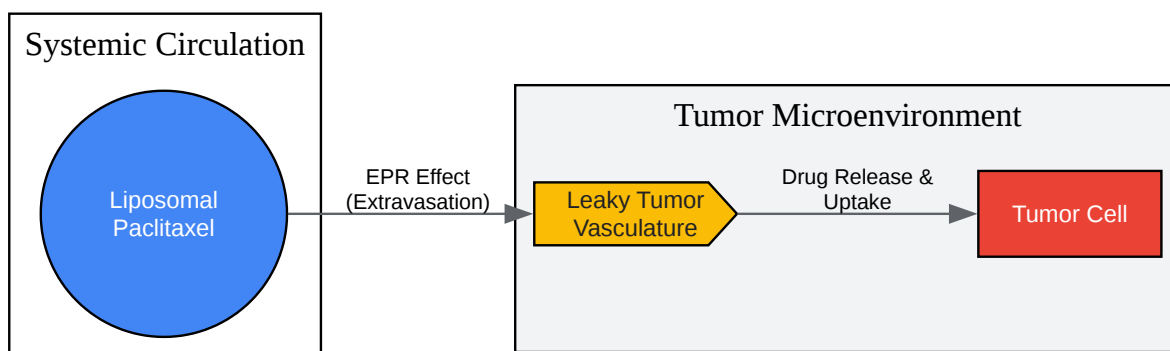 Systemic Circulation
Liposomal
Paclitaxel
EPR Effect
(Extravasation)
Tumor Microenvironment
Leaky Tumor
Vasculature
Drug Release &
Uptake
Tumor Cell